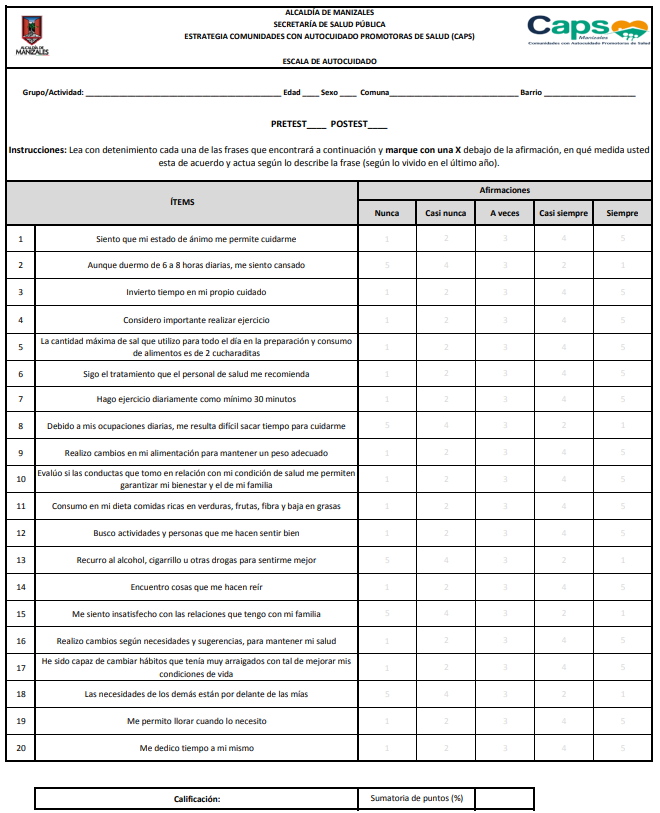 ALCALDÍA DE MANIZALES
SECRETARÍA DE SALUD PÚBLICA
ESTRATEGIA COMUNIDADES CON AUTOCUIDADO PROMOTORAS DE SALUD (CAPS)
ESCALA DE AUTOCUIDADO
ALCALDÍA DE
MANIZALES
Caps
Manizales
Comunidades con Autocuidado Promotoras de Salud
Grupo/Actividad: ____ Edad ____ Sexo ____ Comuna____ Barrio ____
PRETEST____ POSTEST____
Instrucciones: Lea con detenimiento cada una de las frases que encontrará a continuación y marque con una X debajo de la afirmación, en qué medida usted
esta de acuerdo y actua según lo describe la frase (según lo vivido en el último año).
ÍTEMS
Afirmaciones
Nunca Casi nunca A veces Casi siempre Siempre
1 Siento que mi estado de ánimo me permite cuidarme 1 2 3 4 5
2 Aunque duermo de 6 a 8 horas diarias, me siento cansado 5 4 3 2 1
3 Invierto tiempo en mi propio cuidado 1 2 3 4 5
4 Considero importante realizar ejercicio 1 2 3 4 5
5 La cantidad máxima de sal que utilizo para todo el día en la preparación y consumo
de alimentos es de 2 cucharaditas 1 2 3 4 5
6 Sigo el tratamiento que el personal de salud me recomienda 1 2 3 4 5
7 Hago ejercicio diariamente como mínimo 30 minutos 1 2 3 4 5
8 Debido a mis ocupaciones diarias, me resulta difícil sacar tiempo para cuidarme 5 4 3 2 1
9 Realizo cambios en mi alimentación para mantener un peso adecuado 1 2 3 4 5
10 Evalúo si las conductas que tomo en relación con mi condición de salud me permiten
garantizar mi bienestar y el de mi familia 1 2 3 4 5
11 Consumo en mi dieta comidas ricas en verduras, frutas, fibra y baja en grasas 1 2 3 4 5
12 Busco actividades y personas que me hacen sentir bien 1 2 3 4 5
13 Recurro al alcohol, cigarrillo u otras drogas para sentirme mejor 5 4 3 2 1
14 Encuentro cosas que me hacen reír 1 2 3 4 5
15 Me siento insatisfecho con las relaciones que tengo con mi familia 5 4 3 2 1
16 Realizo cambios según necesidades y sugerencias, para mantener mi salud 1 2 3 4 5
17 He sido capaz de cambiar hábitos que tenía muy arraigados con tal de mejorar mis
condiciones de vida 1 2 3 4 5
18 Las necesidades de los demás están por delante de las mías 5 4 3 2 1
19 Me permito llorar cuando lo necesito 1 2 3 4 5
20 Me dedico tiempo a mi mismo 1 2 3 4 5
Calificación: Sumatoria de puntos (%)